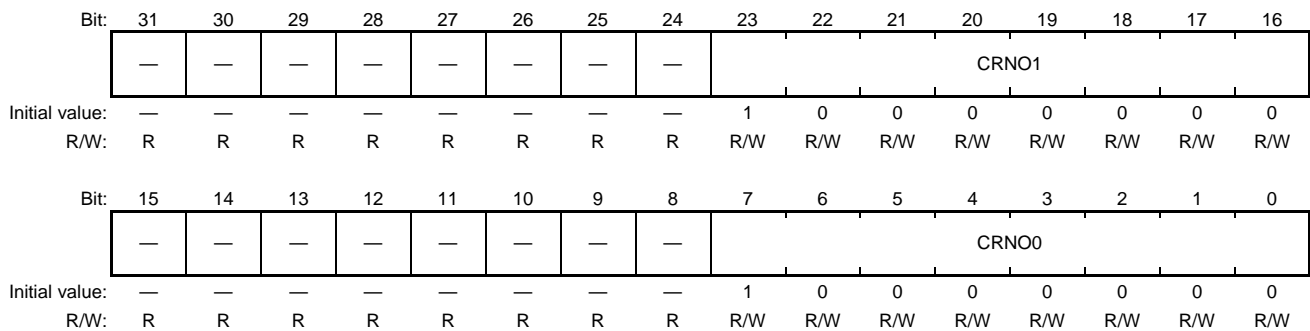 Bit: 31 30 29 28 27 26 25 24 23 22 21 20 19 18 17 16
— — — — — — — — CRNO1
Initial value: — — — — — — — — 1 0 0 0 0 0 0 0
R/W: R R R R R R R R R/W R/W R/W R/W R/W R/W R/W R/W
Bit: 15 14 13 12 11 10 9 8 7 6 5 4 3 2 1 0
— — — — — — — — CRNO0
Initial value: — — — — — — — — 1 0 0 0 0 0 0 0
R/W: R R R R R R R R R/W R/W R/W R/W R/W R/W R/W R/W